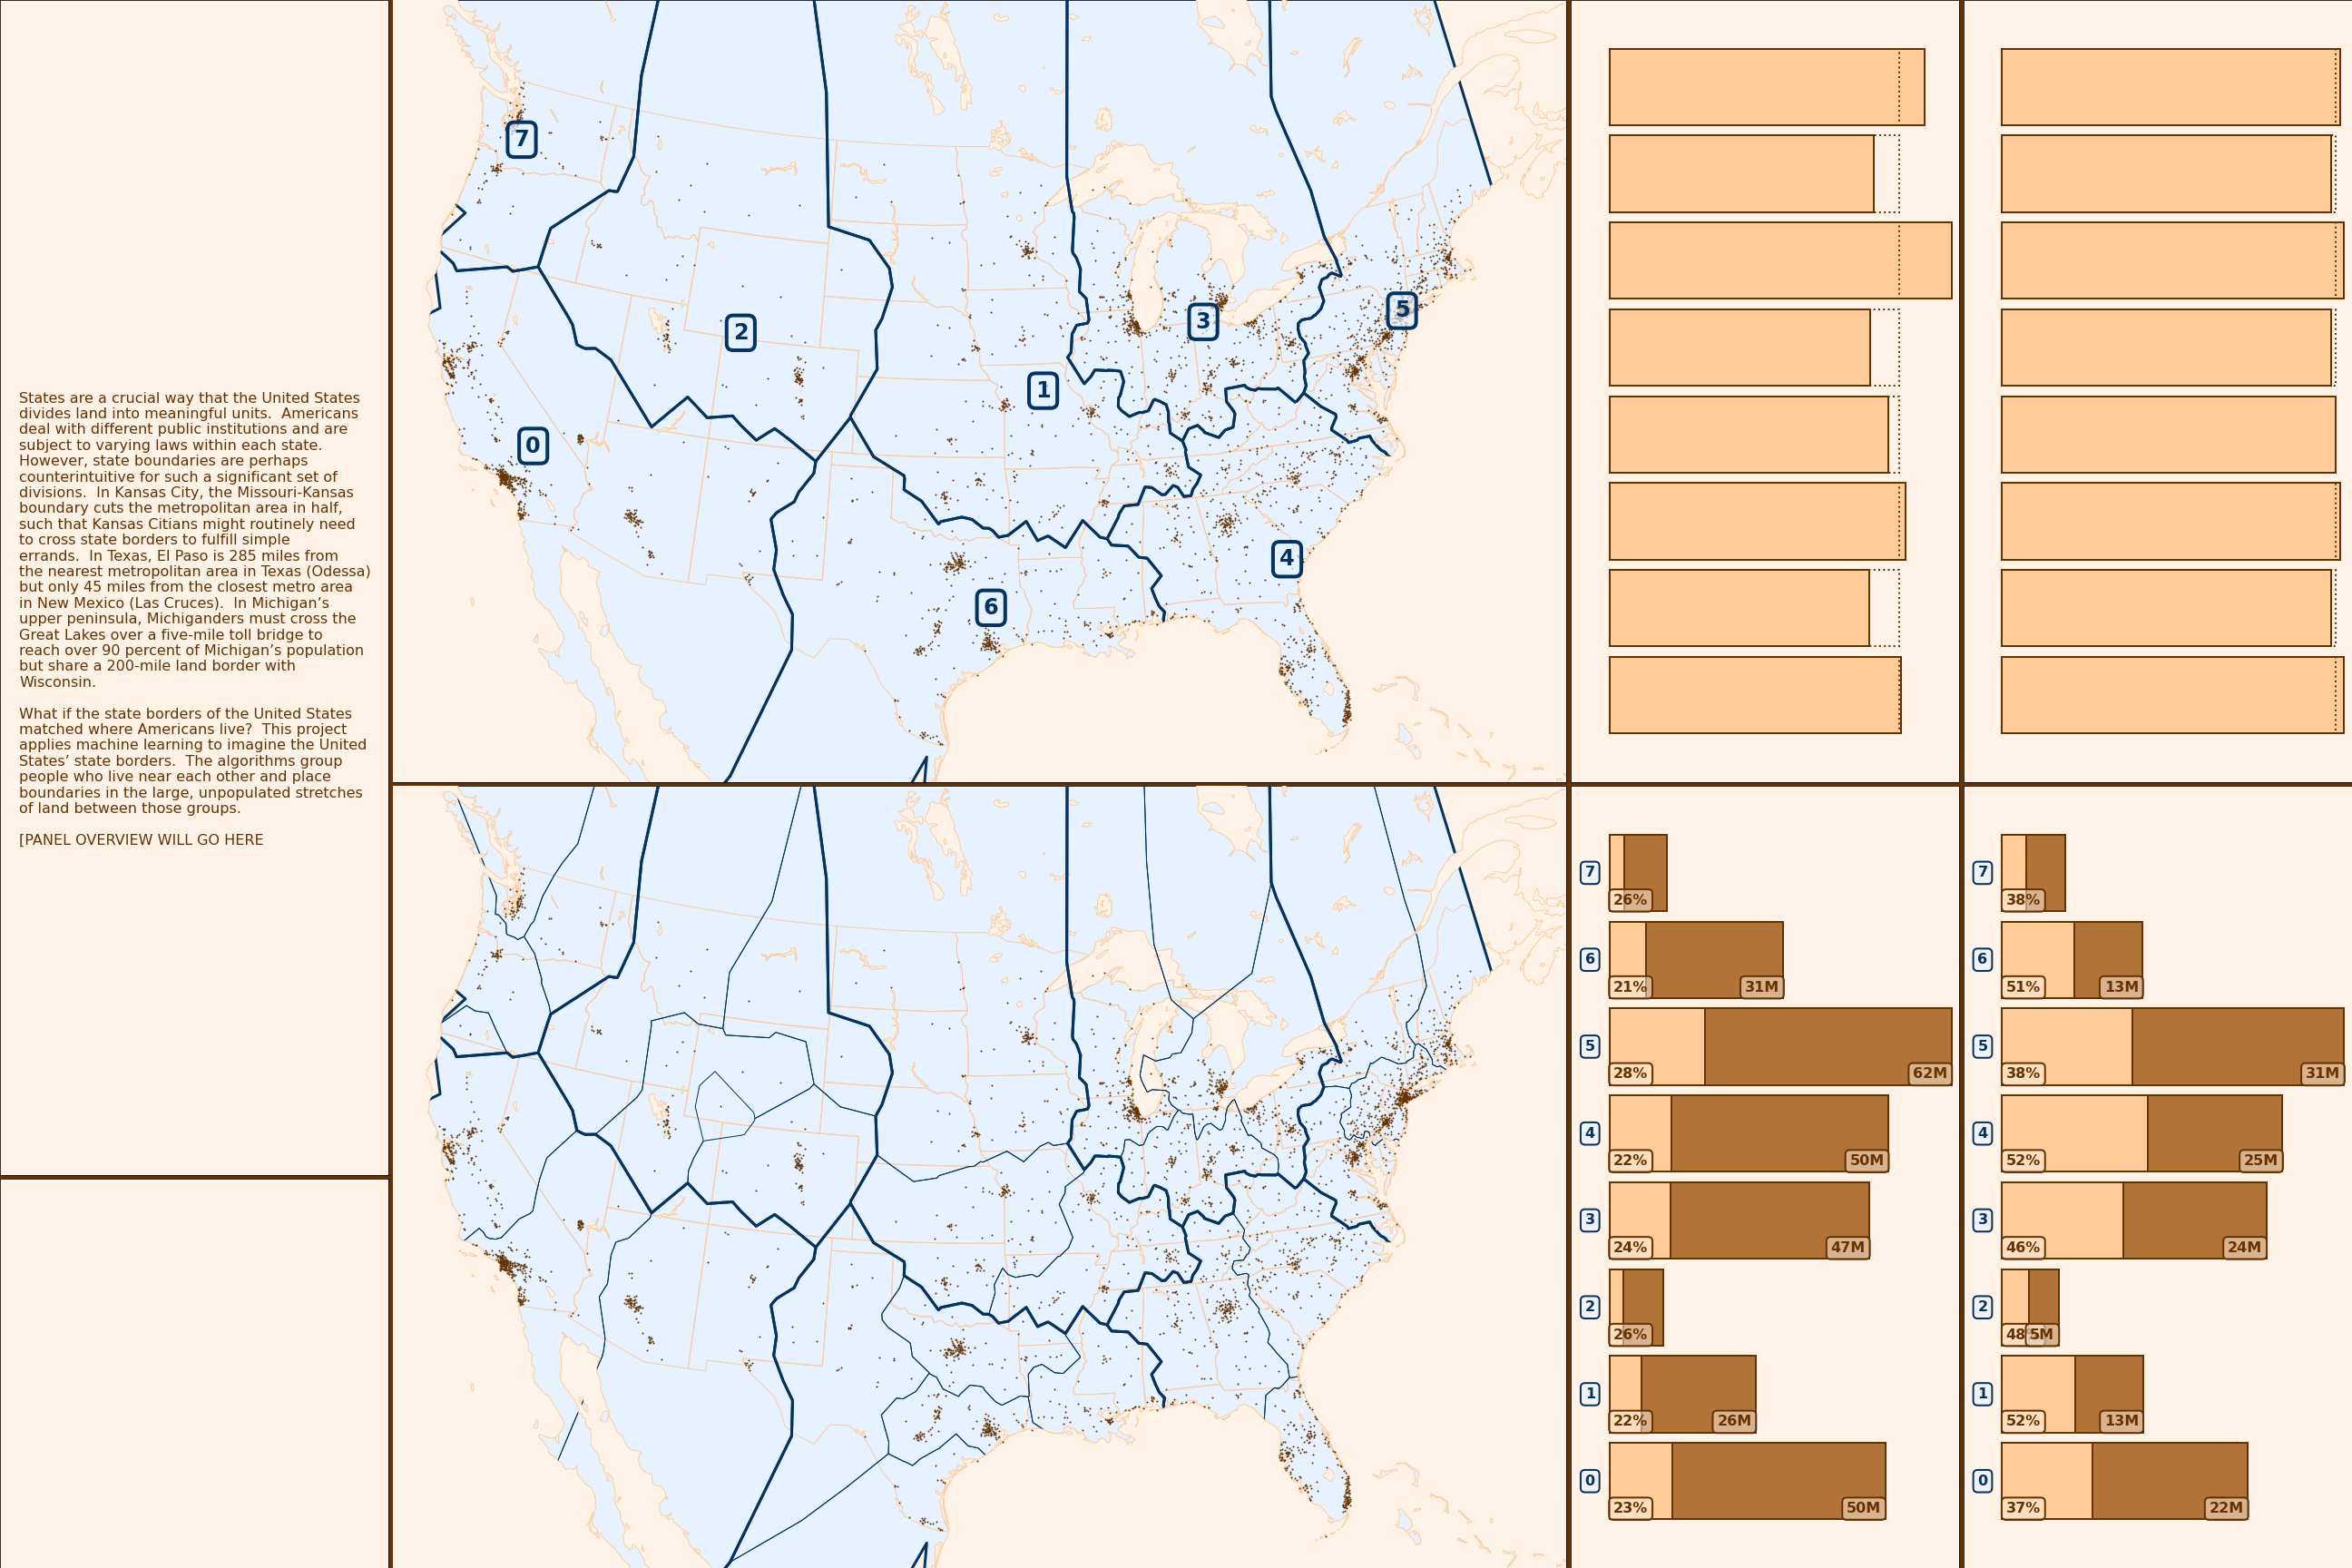 States are a crucial way that the United States
divides land into meaningful units.  Americans
deal with different public institutions and are
subject to varying laws within each state.
However, state boundaries are perhaps
counterintuitive for such a significant set of
divisions.  In Kansas City, the Missouri-Kansas
boundary cuts the metropolitan area in half,
such that Kansas Citians might routinely need
to cross state borders to fulfill simple
errands.  In Texas, El Paso is 285 miles from
the nearest metropolitan area in Texas (Odessa)
but only 45 miles from the closest metro area
in New Mexico (Las Cruces).  In Michigan’s
upper peninsula, Michiganders must cross the
Great Lakes over a five-mile toll bridge to
reach over 90 percent of Michigan’s population
but share a 200-mile land border with
Wisconsin.
What if the state borders of the United States
matched where Americans live?  This project
applies machine learning to imagine the United
States’ state borders.  The algorithms group
people who live near each other and place
boundaries in the large, unpopulated stretches
of land between those groups.
[PANEL OVERVIEW WILL GO HERE
7
5
3
2
1
0
4
6
7
26%
6
21% 31M
5
28% 62M
4
22% 50M
3
24% 47M
2
26%
1
22% 26M
0
23% 50M
7
38%
6
51% 13M
5
38% 31M
4
52% 25M
3
46% 24M
2
48 5M
1
52% 13M
0
37% 22M